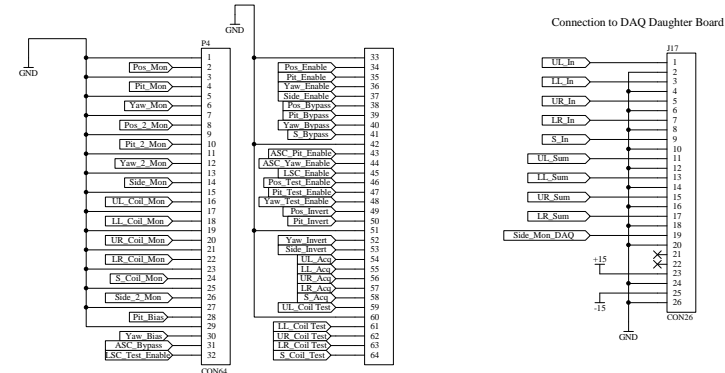 Connection to DAQ Daughter Board
GND
P4
GND
1
Pos_Mon 2
3
Pit_Mon 4
5
Yaw_Mon 6
7
Pos_2_Mon 8
9
Pit_2_Mon 10
11
Yaw_2_Mon 12
13
Side_Mon 14
15
UL_Coil_Mon 16
17
LL_Coil_Mon 18
19
UR_Coil_Mon 20
21
LR_Coil_Mon 22
23
S_Coil_Mon 24
25
Side_2_Mon 26
27
Pit_Bias 28
29
Yaw_Bias 30
ASC_Bypass 31
LSC_Test_Enable 32
CON64
33
Pos_Enable 34
Pit_Enable 35
Yaw_Enable 36
Side_Enable 37
Pos_Bypass 38
Pit_Bypass 39
Yaw_Bypass 40
S_Bypass 41
42
ASC_Pit_Enable 43
ASC_Yaw_Enable 44
LSC_Enable 45
Pos_Test_Enable 46
Pit_Test_Enable 47
Yaw_Test_Enable 48
Pos_Invert 49
Pit_Invert 50
51
Yaw_Invert 52
Side_Invert 53
UL_Acq 54
LL_Acq 55
UR_Acq 56
LR_Acq 57
S_Acq 58
UL_Coil Test 59
60
LL_Coil Test 61
UR_Coil Test 62
LR_Coil Test 63
S_Coil_Test 64
J17
UL_In 1
2
LL_In 3
4
UR_In 5
6
LR_In 7
8
S_In 9
10
UL_Sum 11
12
LL_Sum 13
14
UR_Sum 15
16
LR_Sum 17
18
Side_Mon_DAQ 19
20
21
22
+15 23
24
25
-15 26
CON26
GND